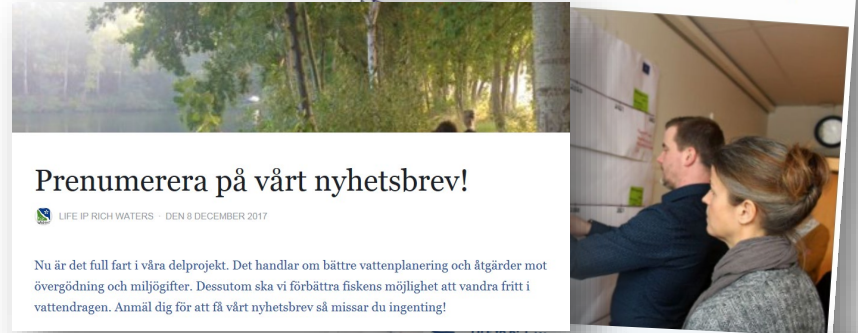 Prenumerera på vårt nyhetsbrev!
LIFE IP RICH WATERS · DEN 8 DECEMBER 2017
Nu är det full fart i våra delprojekt. Det handlar om bättre vattenplanering och åtgärder mot
övergödning och miljögifter. Dessutom ska vi förbättra fiskens möjlighet att vandra fritt i
vattendragen. Anmäl dig för att få vårt nyhetsbrev så missar du ingenting!